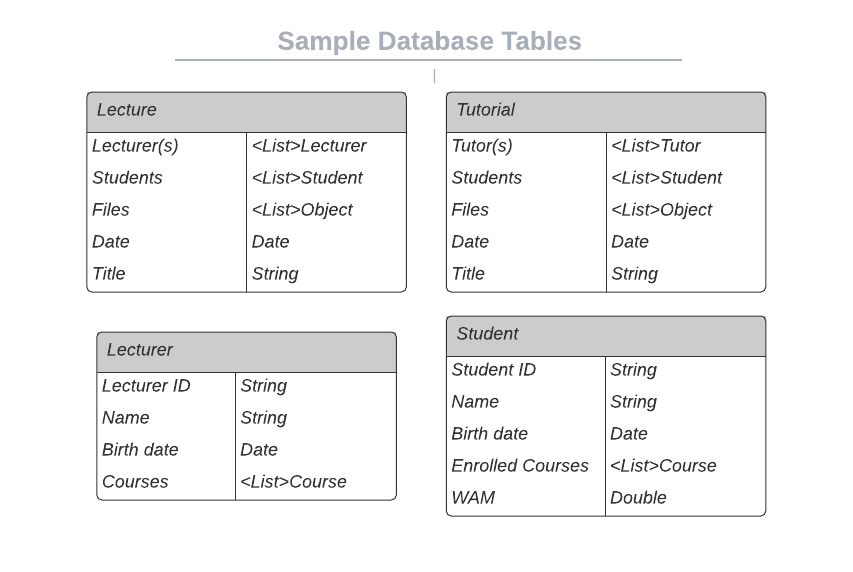 Sample Database Tables
Lecture
Lecturer(s) <List>Lecturer
Students <List>Student
Files <List>Object
Date Date
Title String
Tutorial
Tutor(s) <List>Tutor
Students <List>Student
Files <List>Object
Date Date
Title String
Lecturer
Lecturer ID String
Name String
Birth date Date
Courses <List>Course
Student
Student ID String
Name String
Birth date Date
Enrolled Courses <List>Course
WAM Double